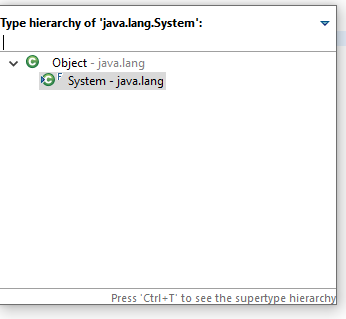 Type hierarchy of 'java.lang.System':
Object - java.lang
System - java.lang
Press 'Ctrl+T' to see the supertype hierarchy